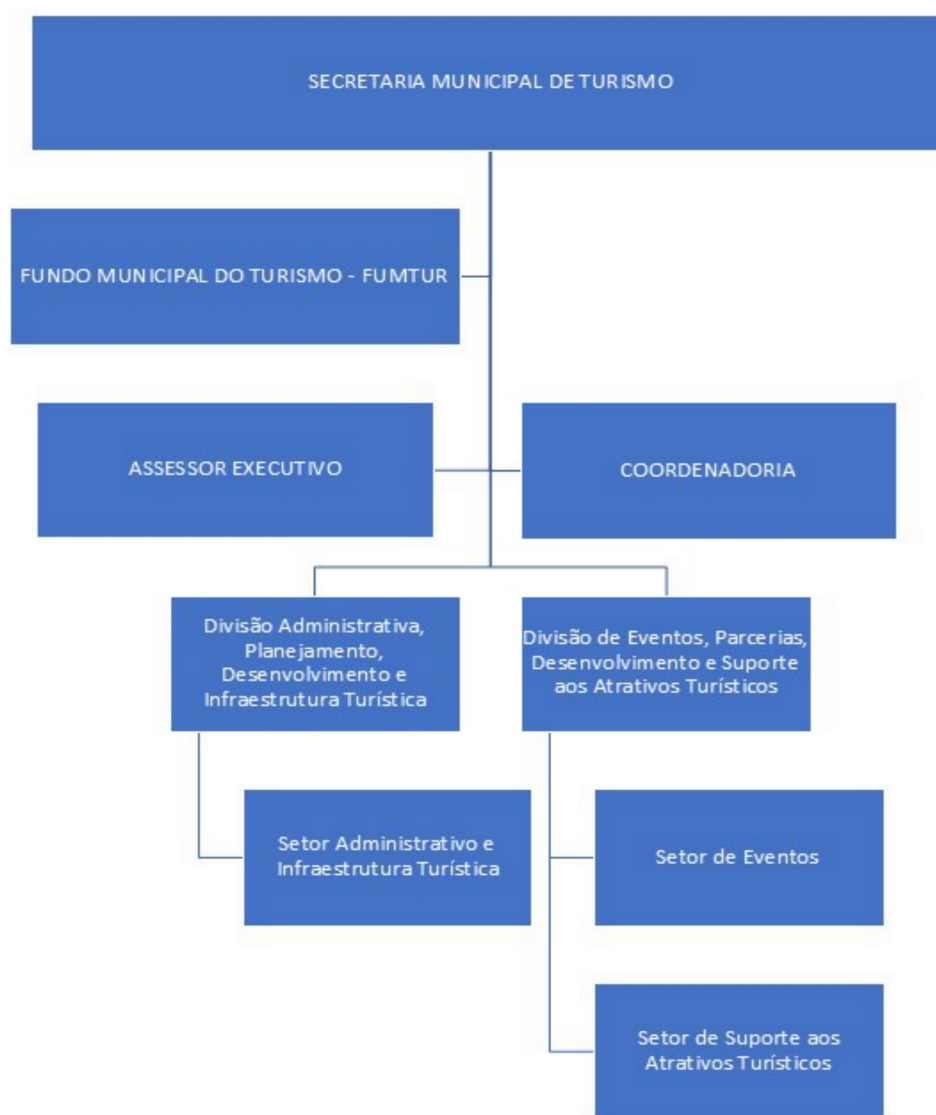 SECRETARIA MUNICIPAL DE TURISMO
FUNDO MUNICIPAL DO TURISMO - FUMTUR
ASSESSOR EXECUTIVO
COORDENADORIA
Divisão Administrativa,
Planejamento,
Desenvolvimento e
Infraestrutura Turística
Divisão de Eventos, Parcerias,
Desenvolvimento e Suporte
aos Atrativos Turísticos
Setor Administrativo e
Infraestrutura Turística
Setor de Eventos
Setor de Suporte aos
Atrativos Turísticos